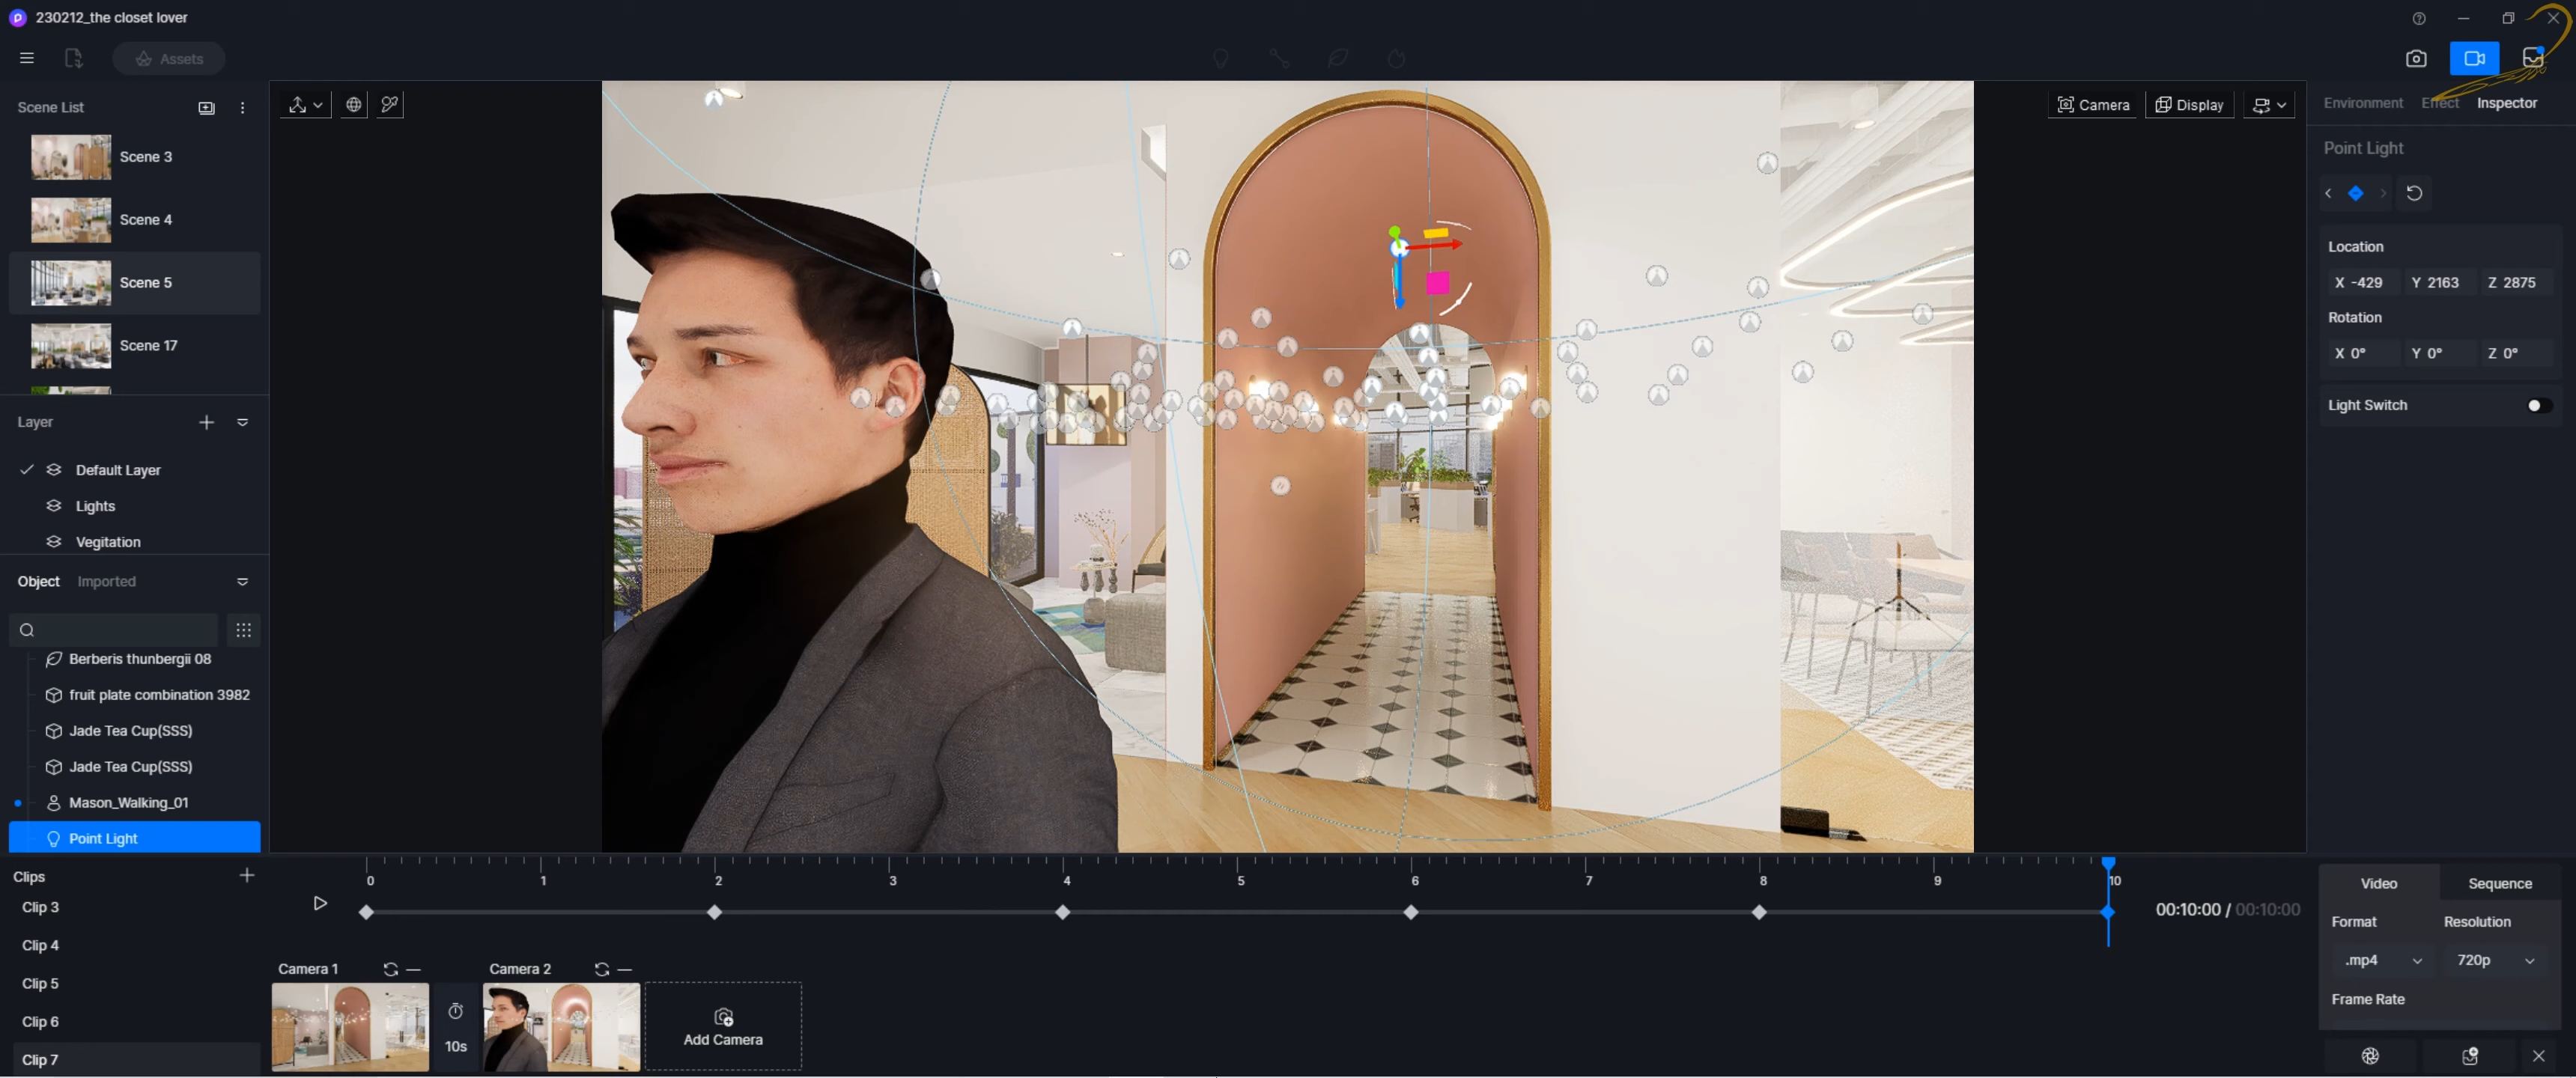 230212_the closet lover
Assets
Scene List
Scene 3
Scene 4
Scene 5
Scene 17
Layer
Default Layer
Lights
Vegitation
Object Imported
Berberis thunbergii 08
fruit plate combination 3982
Jade Tea Cup(SSS)
Jade Tea Cup(SSS)
Mason_Walking_01
Point Light
Camera Display
Environment Effect Inspector
Point Light
Location
X -429 Y 2163 Z 2875
Rotation
X 0° Y 0° Z 0°
Light Switch
Clips
Clip 3
Clip 4
Clip 5
Clip 6
Clip 7
0 1 2 3 4 5 6 7 8 9 10
00:10:00 / 00:10:00
Camera 1
10s
Camera 2
Add Camera
Video Sequence
Format Resolution
.mp4 720p
Frame Rate